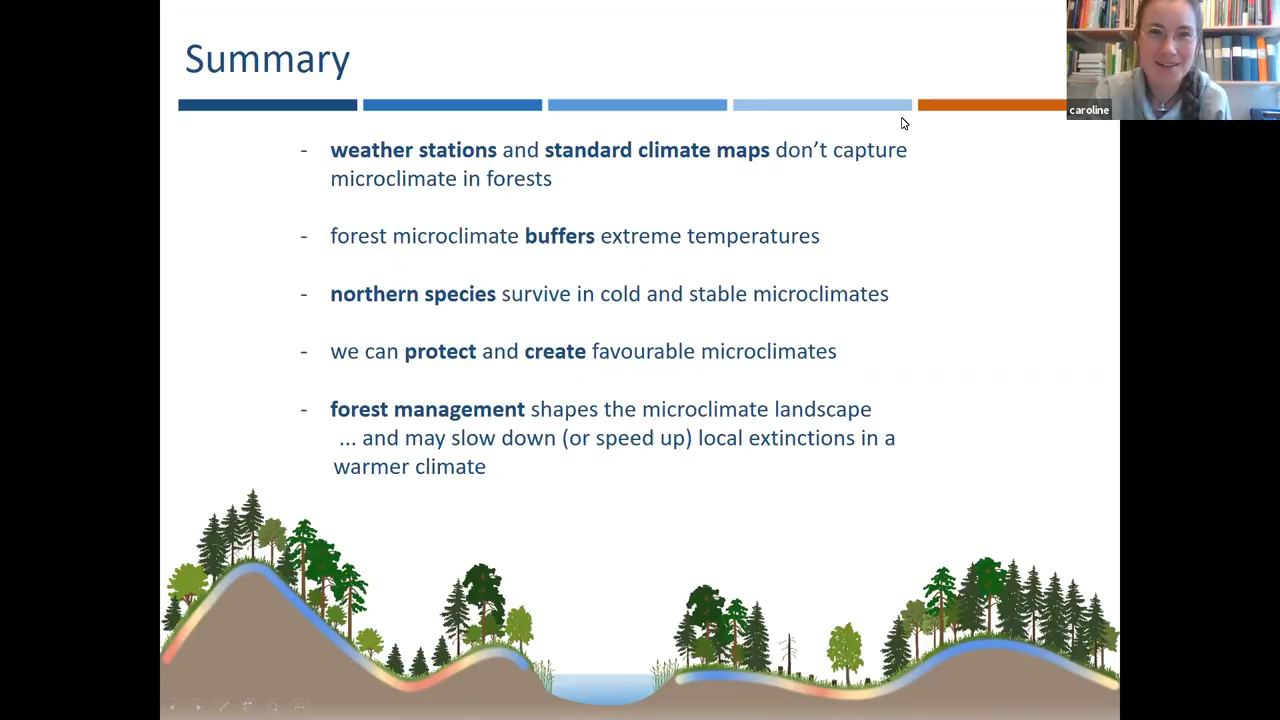 Summary
caroline
- weather stations and standard climate maps don’t capture
microclimate in forests
- forest microclimate buffers extreme temperatures
- northern species survive in cold and stable microclimates
- we can protect and create favourable microclimates
- forest management shapes the microclimate landscape
... and may slow down (or speed up) local extinctions in a
warmer climate